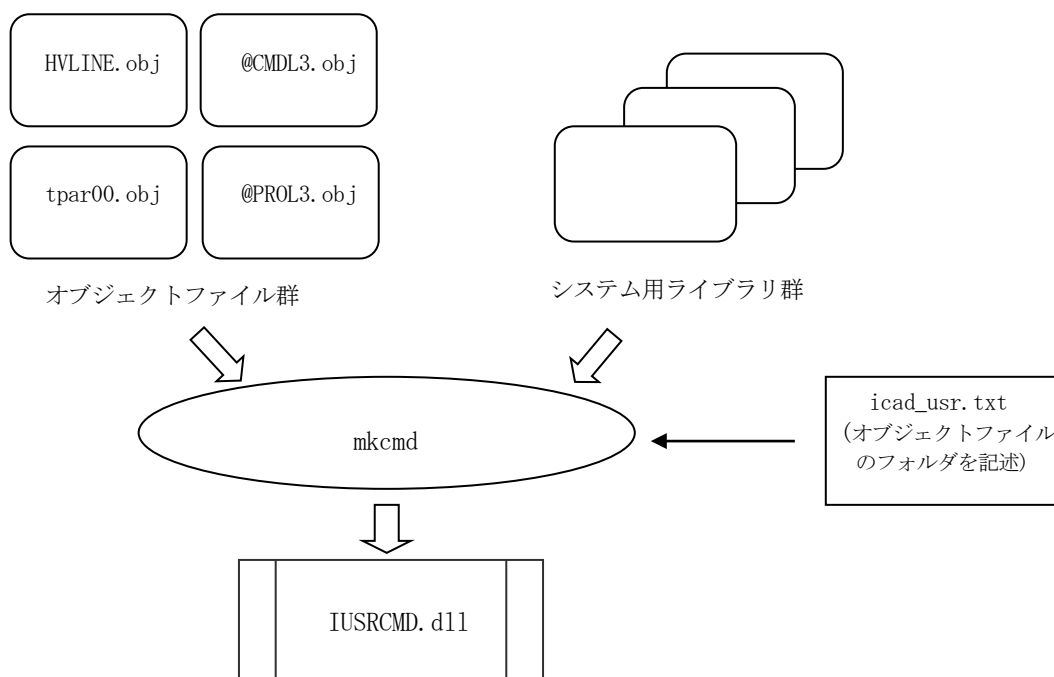 HVLINE.obj
@CMDL3.obj
tpar00.obj
@PROL3.obj
オブジェクトファイル群
システム用ライブラリ群
mkcmd
icad_usr.txt
(オブジェクトファイル
のフォルダを記述)
IUSRCMD.dll